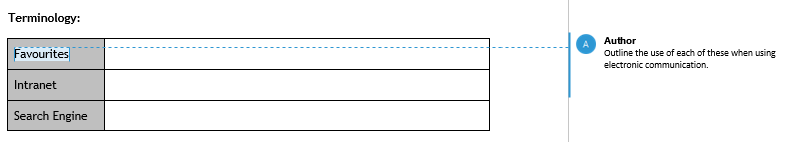 Terminology:
Favourites
Intranet
Search Engine
A
Author
Outline the use of each of these when using
electronic communication.